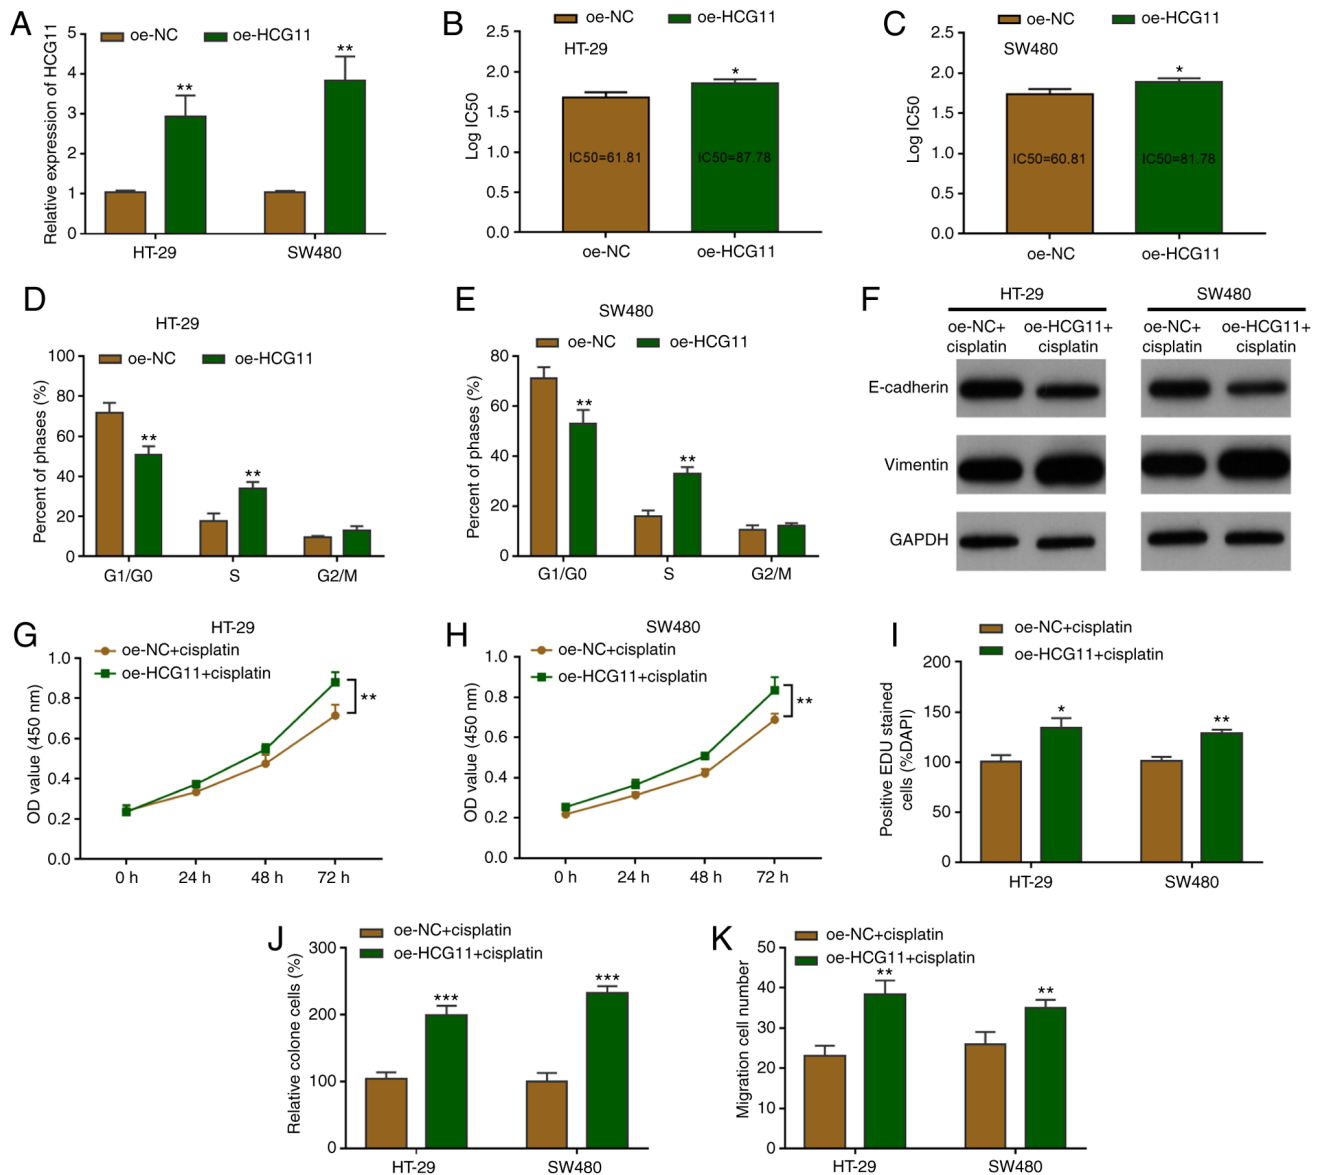 A
oe-NC oe-HCG11
Relative expression of HCG11
5
4
3
2
1
0
** **
HT-29 SW480
B
oe-NC oe-HCG11
HT-29
Log IC50
2.5
2.0
1.5
1.0
0.5
0.0
*
IC50=61.81 IC50=87.78
oe-NC oe-HCG11
C
oe-NC oe-HCG11
SW480
Log IC50
2.5
2.0
1.5
1.0
0.5
0.0
*
IC50=60.81 IC50=81.78
oe-NC oe-HCG11
D
HT-29
oe-NC oe-HCG11
Percent of phases (%)
100
80
60
40
20
0
** **
G1/G0 S G2/M
E
SW480
oe-NC oe-HCG11
Percent of phases (%)
80
60
40
20
0
** **
G1/G0 S G2/M
F
HT-29 SW480
oe-NC+ oe-HCG11+ oe-NC+ oe-HCG11+
cisplatin cisplatin cisplatin cisplatin
E-cadherin
Vimentin
GAPDH
G
HT-29
oe-NC+cisplatin
oe-HCG11+cisplatin
OD value (450 nm)
1.0
0.8
0.6
0.4
0.2
0.0
**
0 h 24 h 48 h 72 h
H
SW480
oe-NC+cisplatin
oe-HCG11+cisplatin
OD value (450 nm)
1.0
0.8
0.6
0.4
0.2
0.0
**
0 h 24 h 48 h 72 h
I
oe-NC+cisplatin
oe-HCG11+cisplatin
Positive EDU stained
cells (%DAPI)
200
150
100
50
0
* **
HT-29 SW480
J
oe-NC+cisplatin
oe-HCG11+cisplatin
Relative colone cells (%)
300
200
100
0
*** ***
HT-29 SW480
K
oe-NC+cisplatin
oe-HCG11+cisplatin
Migration cell number
50
40
30
20
10
0
** **
HT-29 SW480